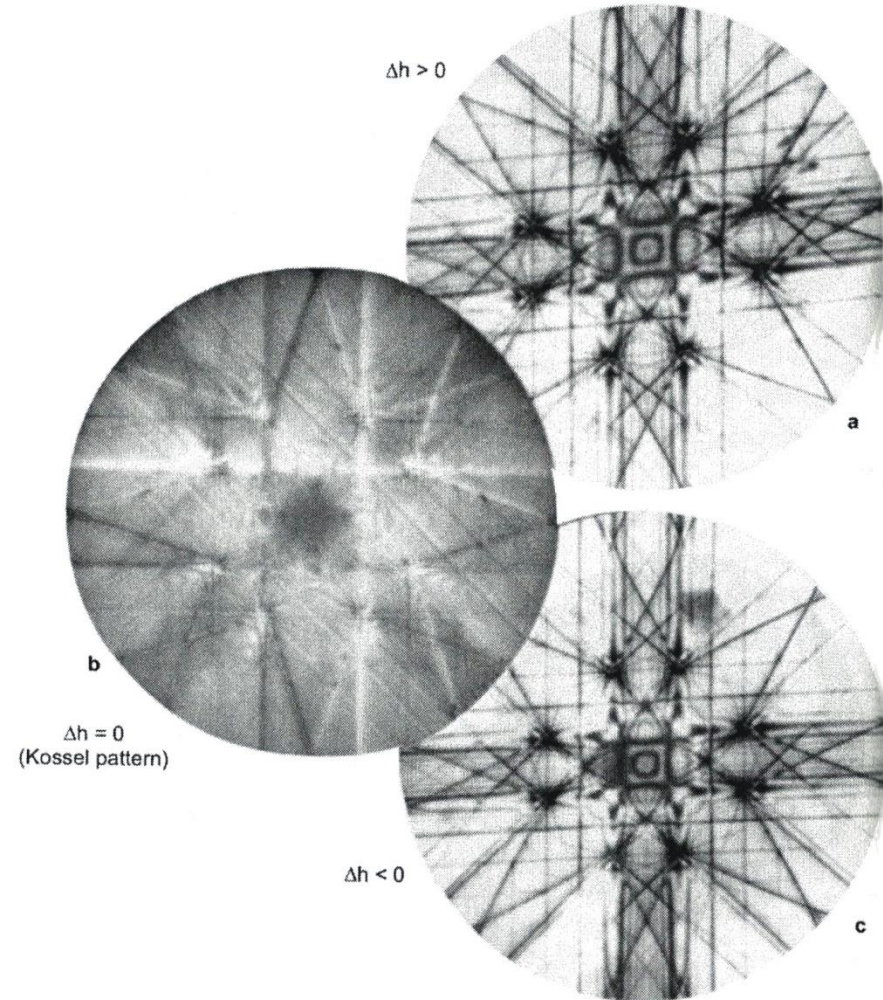 Δh > 0
a
b
Δh = 0
(Kossel pattern)
Δh < 0
c